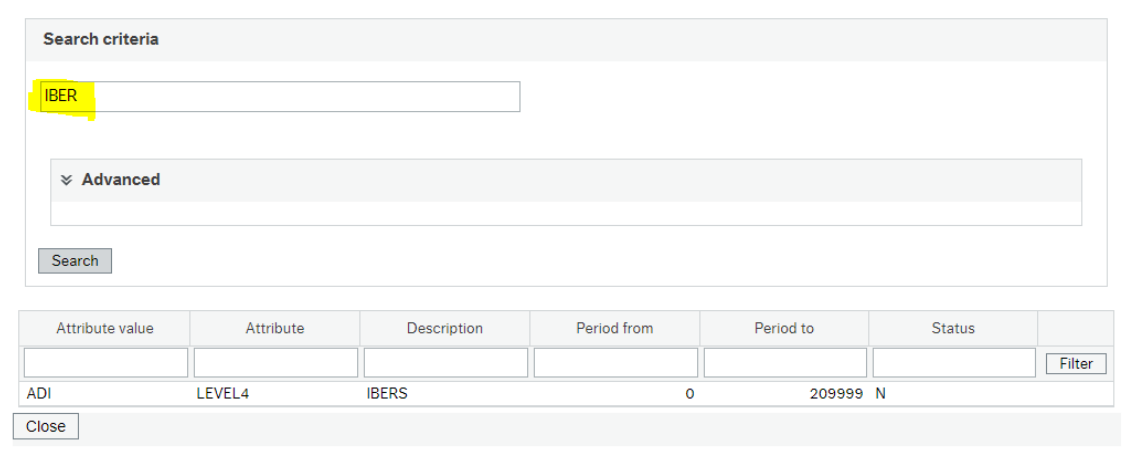 Search criteria
IBER
Advanced
Search
Attribute value Attribute Description Period from Period to Status
Filter
ADI LEVEL4 IBERS 0 209999 N
Close